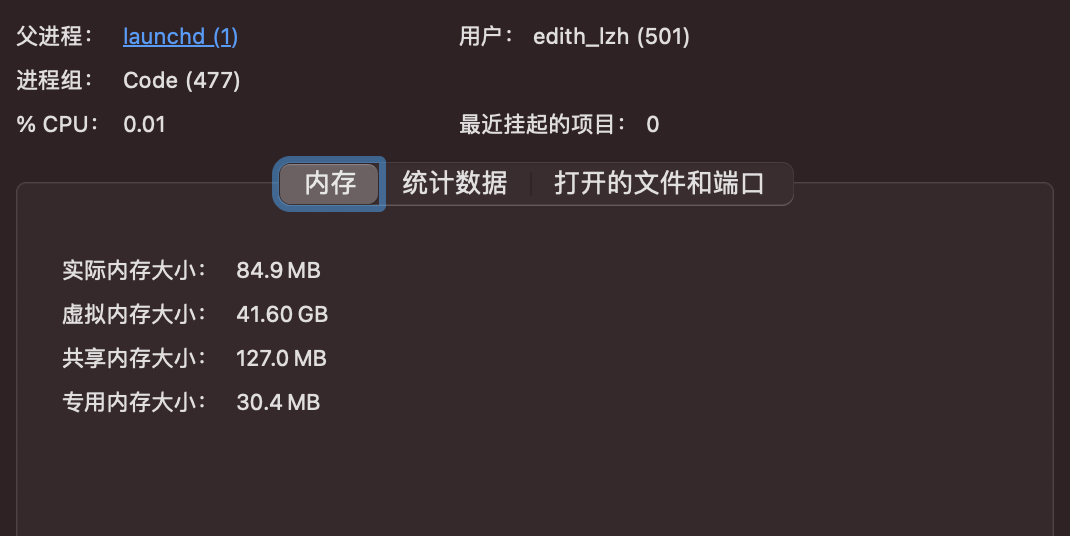 父进程： launchd (1) 用户： edith_lzh (501)
进程组： Code (477)
% CPU： 0.01 最近挂起的项目： 0
内存 统计数据 打开的文件和端口
实际内存大小： 84.9 MB
虚拟内存大小： 41.60 GB
共享内存大小： 127.0 MB
专用内存大小： 30.4 MB